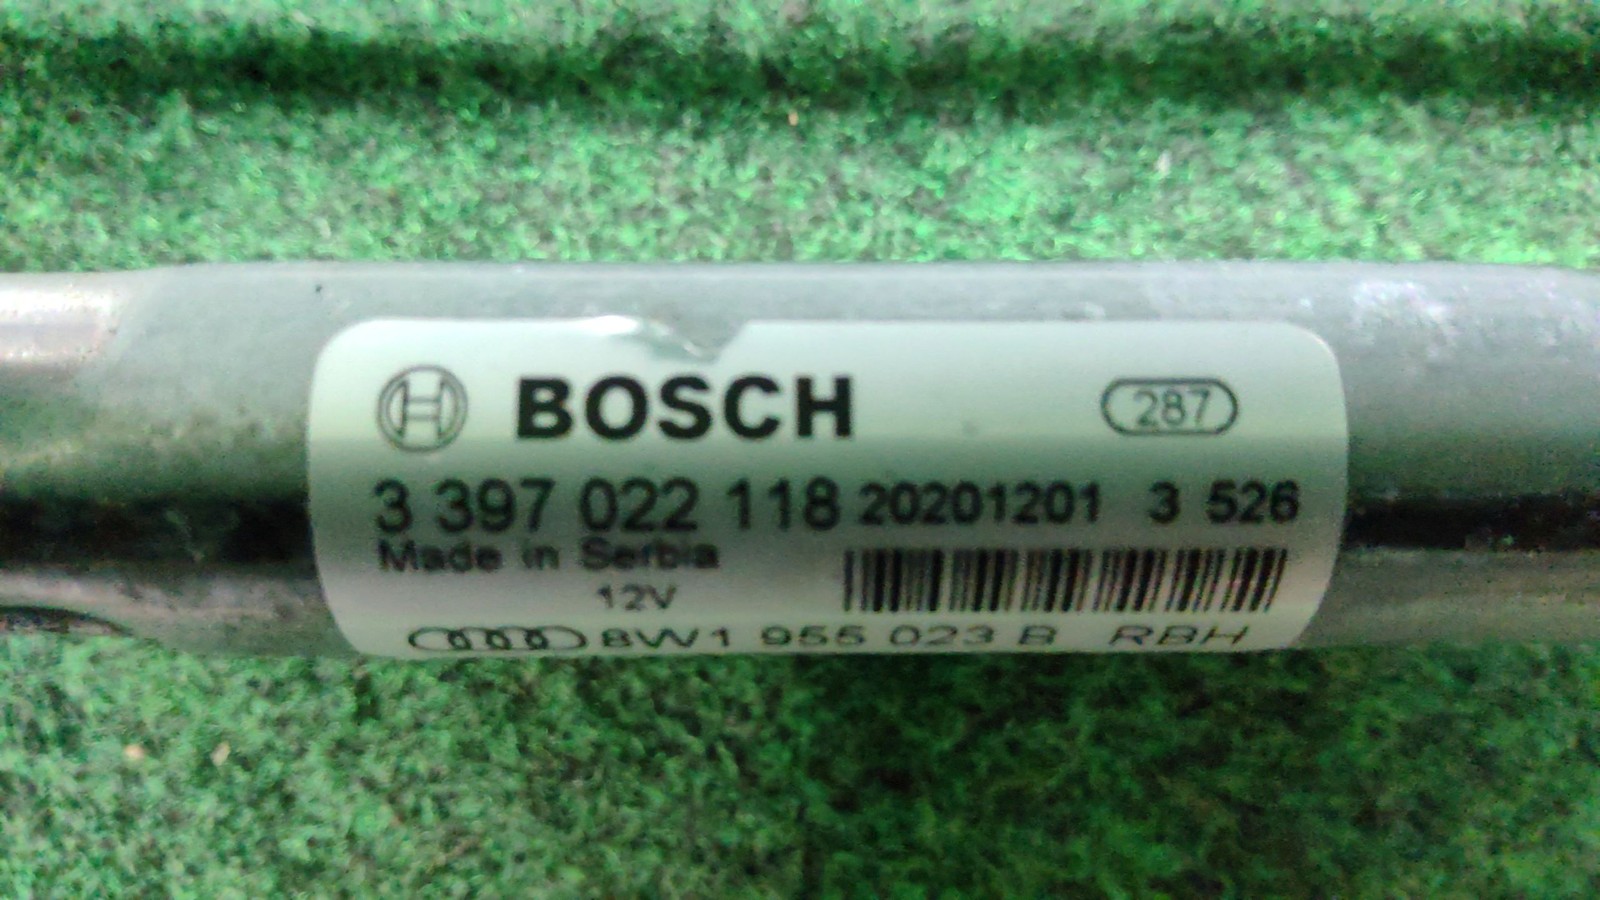 BOSCH 287
3 397 022 118 20201201 3 526
Made in Serbia
12V
8W1 955 023 B RBH